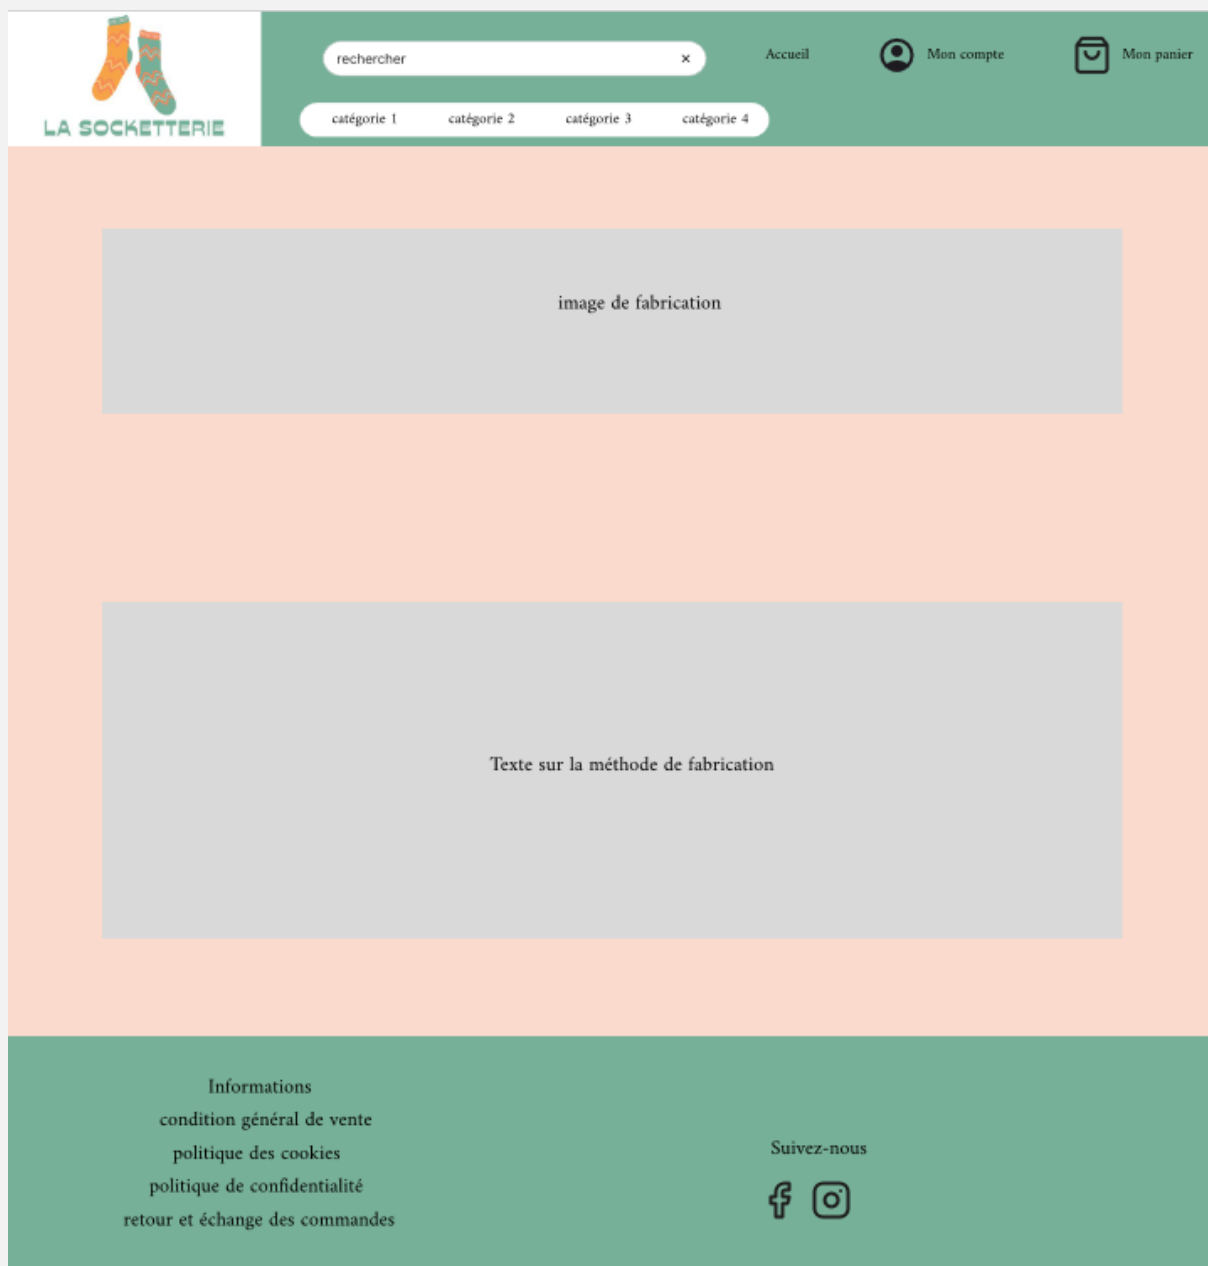 LA SOCKETTERIE
rechercher ×
Accueil
Mon compte
Mon panier
catégorie 1 catégorie 2 catégorie 3 catégorie 4
image de fabrication
Texte sur la méthode de fabrication
Informations
condition général de vente
politique des cookies
politique de confidentialité
retour et échange des commandes
Suivez-nous